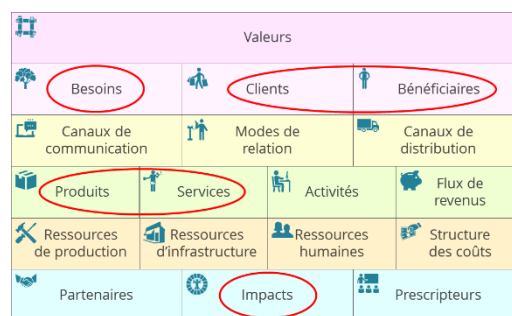 Valeurs
Besoins
Clients
Bénéficiaires
Canaux de
communication
Modes de
relation
Canaux de
distribution
Produits
Services
Activités
Flux de
revenus
Ressources
de production
Ressources
d'infrastructure
Ressources
humaines
Structure
des coûts
Partenaires
Impacts
Prescripteurs